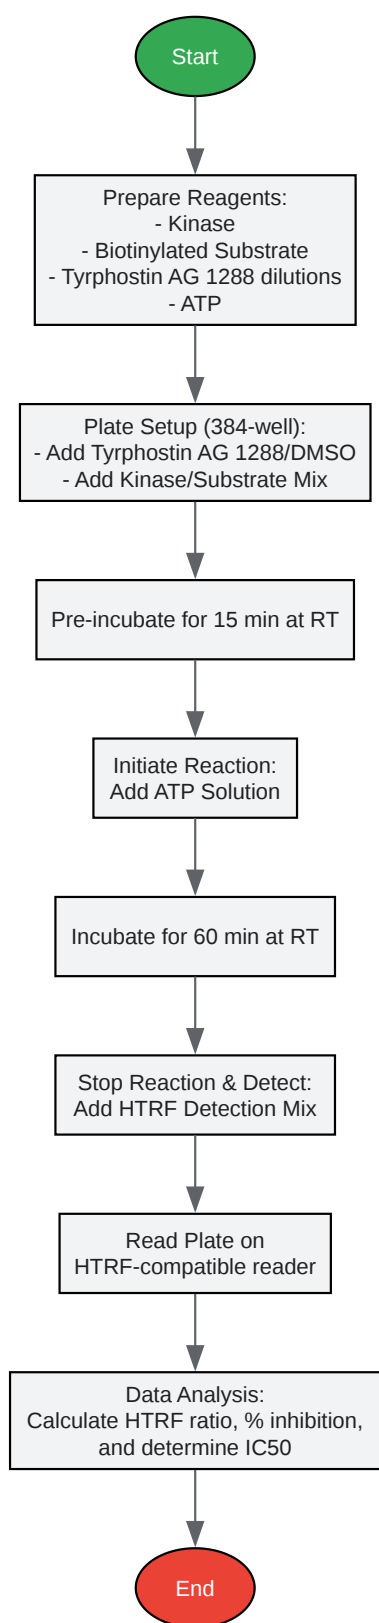 Start
Prepare Reagents:
- Kinase
- Biotinylated Substrate
- Tyrphostin AG 1288 dilutions
- ATP
Plate Setup (384-well):
- Add Tyrphostin AG 1288/DMSO
- Add Kinase/Substrate Mix
Pre-incubate for 15 min at RT
Initiate Reaction:
Add ATP Solution
Incubate for 60 min at RT
Stop Reaction & Detect:
Add HTRF Detection Mix
Read Plate on
HTRF-compatible reader
Data Analysis:
Calculate HTRF ratio, % inhibition,
and determine IC50
End